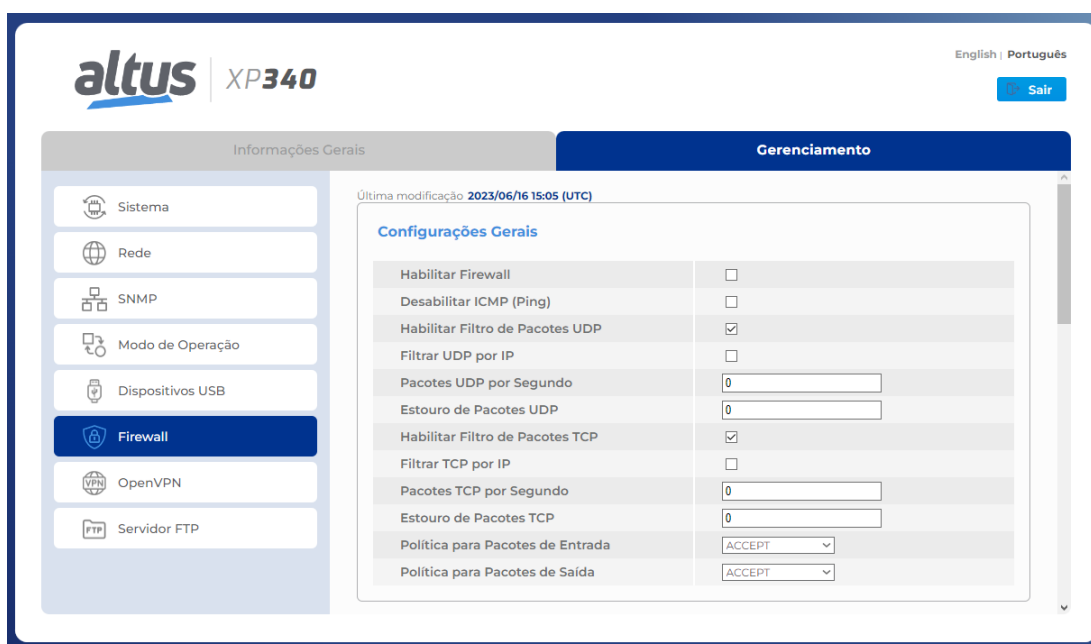 English | Português
altus | XP340
Sair
Informações Gerais
Gerenciamento
Sistema
Rede
SNMP
Modo de Operação
Dispositivos USB
Firewall
VPN OpenVPN
FTP Servidor FTP
Última modificação 2023/06/16 15:05 (UTC)
Configurações Gerais
Habilitar Firewall
Desabilitar ICMP (Ping)
Habilitar Filtro de Pacotes UDP
Filtrar UDP por IP
Pacotes UDP por Segundo 0
Estouro de Pacotes UDP 0
Habilitar Filtro de Pacotes TCP
Filtrar TCP por IP
Pacotes TCP por Segundo 0
Estouro de Pacotes TCP 0
Política para Pacotes de Entrada ACCEPT
Política para Pacotes de Saída ACCEPT